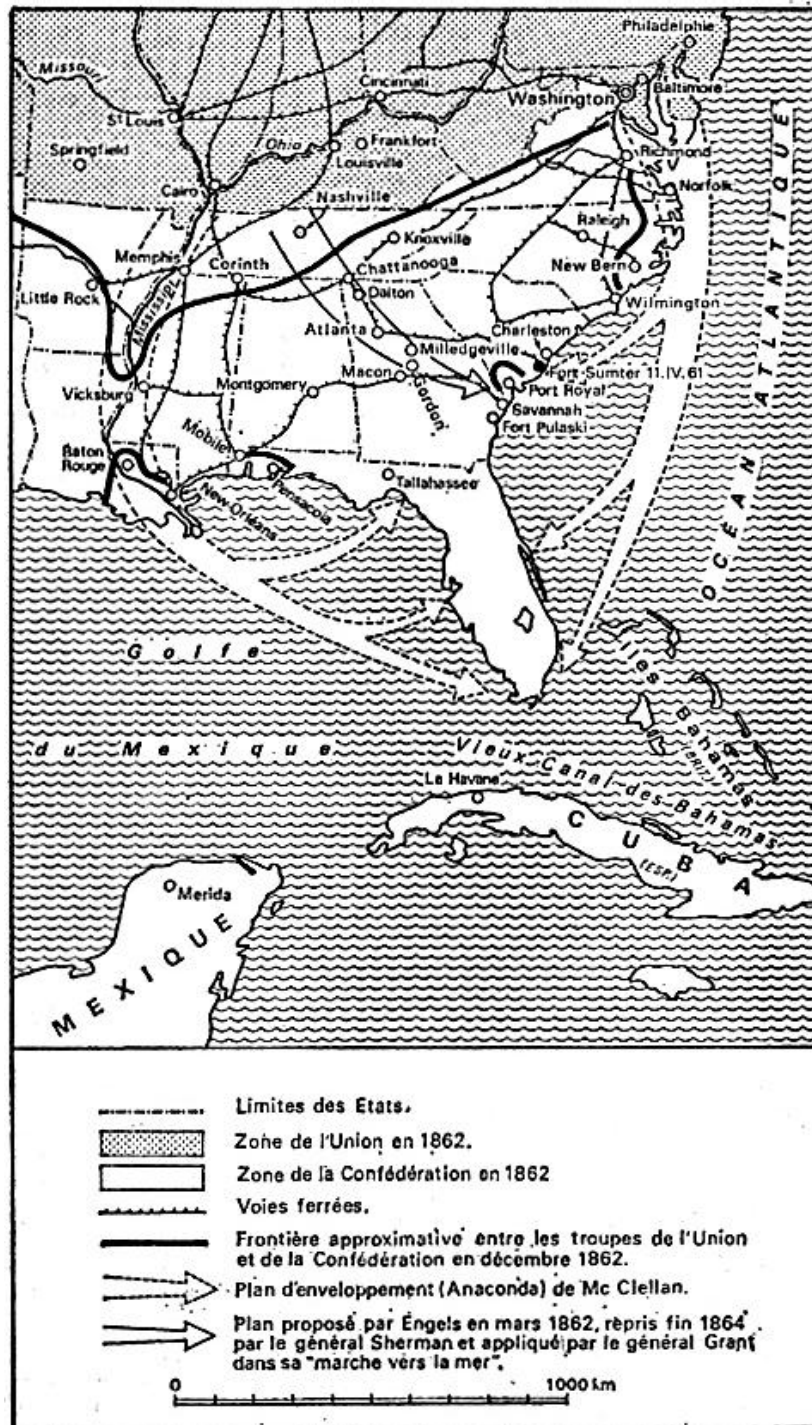 Philadelphie
Missouri
Cincinnati
Baltimore
Washington
St Louis
Ohio
Frankfort
Springfield
Louisville
Richmond
Cairo
Norfolk
Nashville
Raleigh
Knoxville
Memphis
Corinth
Chattanooga
New Bern
Little Rock
Mississipi
Dalton
Wilmington
Atlanta
Charleston
Milledgeville
Fort Sumter 11.IV.61
Macon
Gordon
Port Royal
Vicksburg
Montgomery
Savannah
Fort Pulaski
Mobile
Baton
Rouge
Tallahassee
New Orléans
Pensacola
OCEAN ATLANTIQUE
Golfe
du Mexique
Iles Bahamas
(BRIT.)
Vieux Canal des Bahamas
La Havane
CUBA
(ESP.)
Merida
MEXIQUE
Limites des Etats.
Zone de l'Union en 1862.
Zone de la Confédération en 1862
Voies ferrées.
Frontière approximative entre les troupes de l'Union
et de la Confédération en décembre 1862.
Plan d'enveloppement (Anaconda) de Mc Clellan.
Plan proposé par Engels en mars 1862, repris fin 1864
par le général Sherman et appliqué par le général Grant
dans sa "marche vers la mer".
0 1000 km